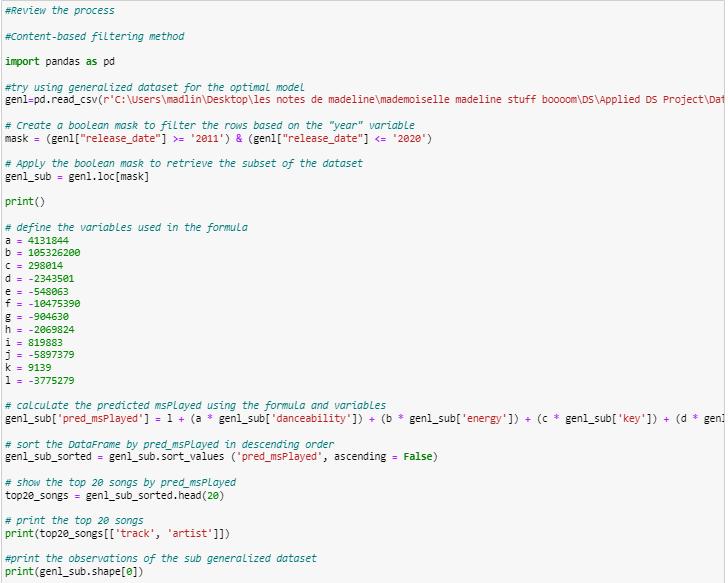 #Review the process
#Content-based filtering method
import pandas as pd
#try using generalized dataset for the optimal model
genl=pd.read_csv(r'C:\Users\madlin\Desktop\les notes de madeline\mademoiselle madeline stuff boooom\DS\Applied DS Project\Dat
# Create a boolean mask to filter the rows based on the "year" variable
mask = (genl["release_date"] >= '2011') & (genl["release_date"] <= '2020')
# Apply the boolean mask to retrieve the subset of the dataset
genl_sub = genl.loc[mask]
print()
# define the variables used in the formula
a = 4131844
b = 105326200
c = 298014
d = -2343501
e = -548063
f = -10475390
g = -904630
h = -2069824
i = 819883
j = -5897379
k = 9139
l = -3775279
# calculate the predicted msPlayed using the formula and variables
genl_sub['pred_msPlayed'] = l + (a * genl_sub['danceability']) + (b * genl_sub['energy']) + (c * genl_sub['key']) + (d * genl
# sort the DataFrame by pred_msPlayed in descending order
genl_sub_sorted = genl_sub.sort_values ('pred_msPlayed', ascending = False)
# show the top 20 songs by pred_msPlayed
top20_songs = genl_sub_sorted.head(20)
# print the top 20 songs
print(top20_songs[['track', 'artist']])
#print the observations of the sub generalized dataset
print(genl_sub.shape[0])